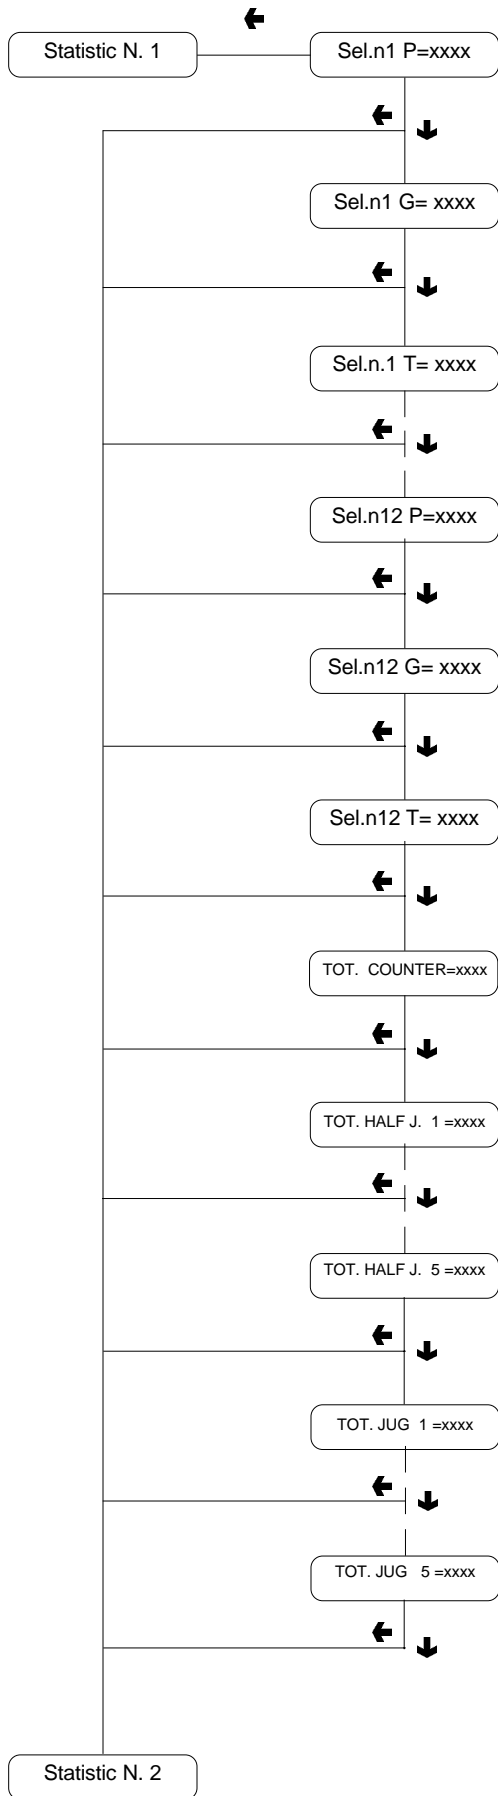 Statistic N. 1
Sel.n1 P=xxxx
Sel.n1 G= xxxx
Sel.n.1 T= xxxx
Sel.n12 P=xxxx
Sel.n12 G= xxxx
Sel.n12 T= xxxx
TOT. COUNTER=xxxx
TOT. HALF J. 1 =xxxx
TOT. HALF J. 5 =xxxx
TOT. JUG 1 =xxxx
TOT. JUG 5 =xxxx
Statistic N. 2